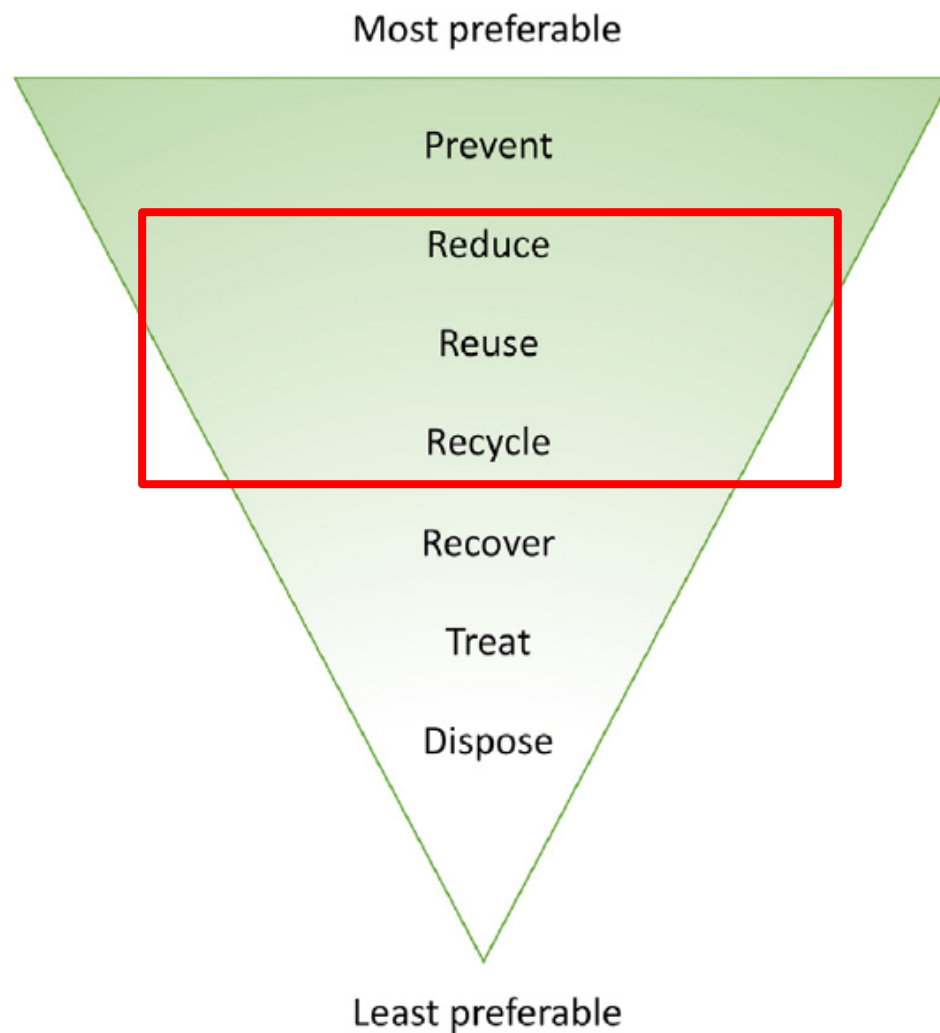 Most preferable
Prevent
Reduce
Reuse
Recycle
Recover
Treat
Dispose
Least preferable